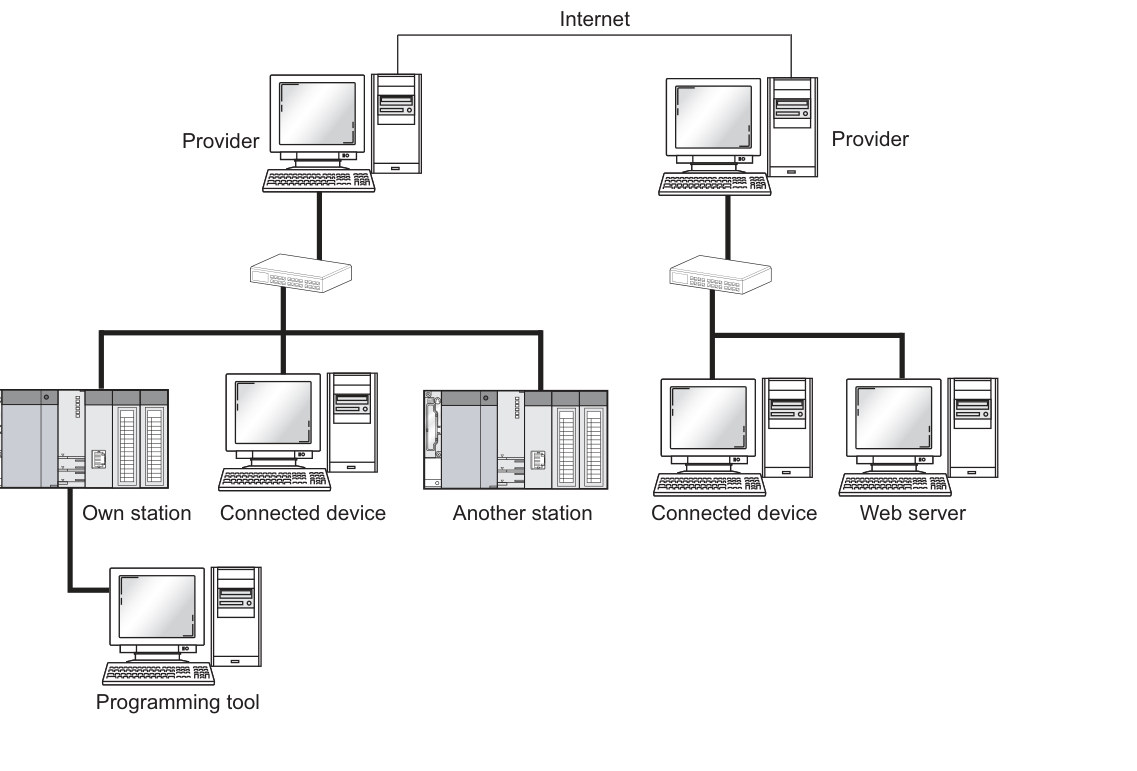 Internet
Provider
Provider
Own station
Connected device
Another station
Connected device
Web server
Programming tool